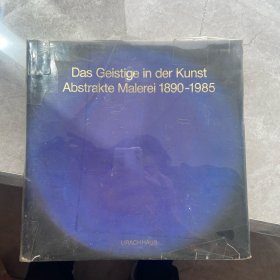 Das Geistige in der Kunst
Abstrakte Malerei 1890-1985
URACHHAUS